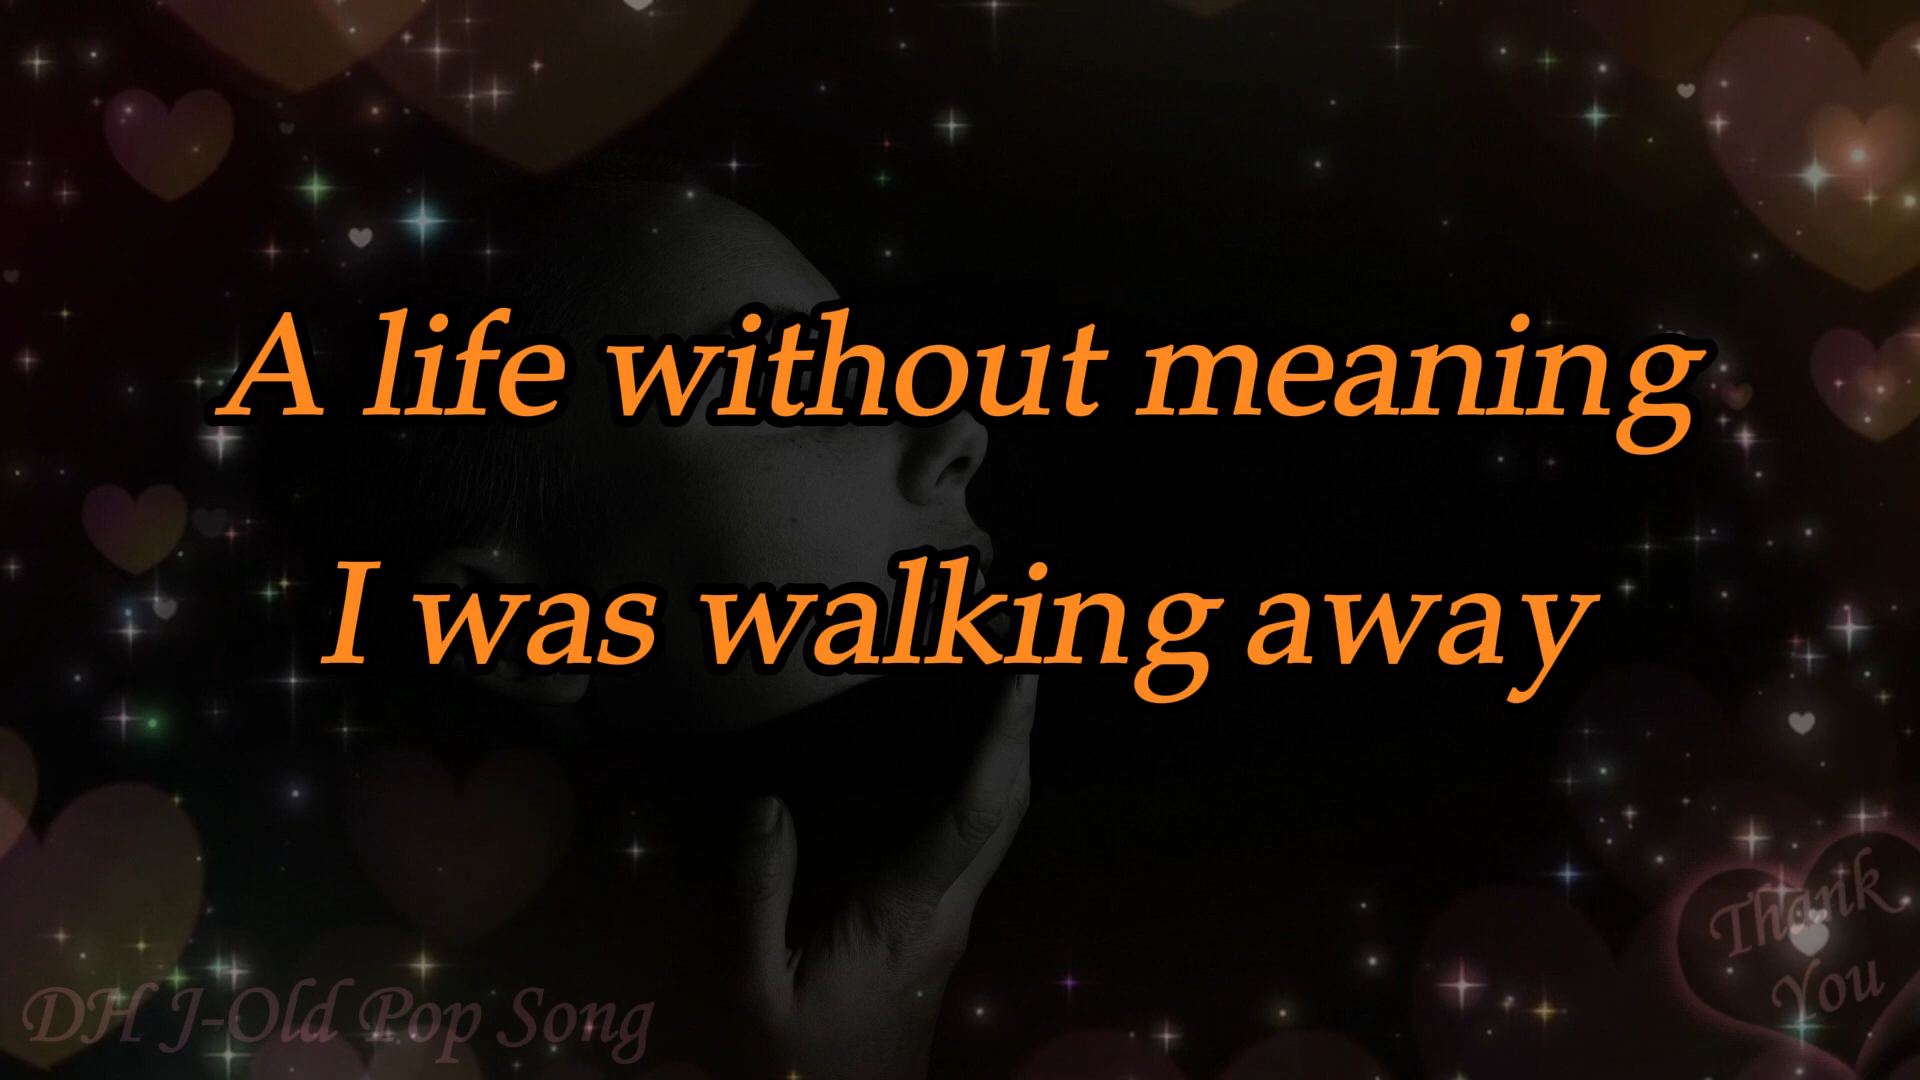 A life without meaning
I was walking away
Thank
You
DH J-Old Pop Song